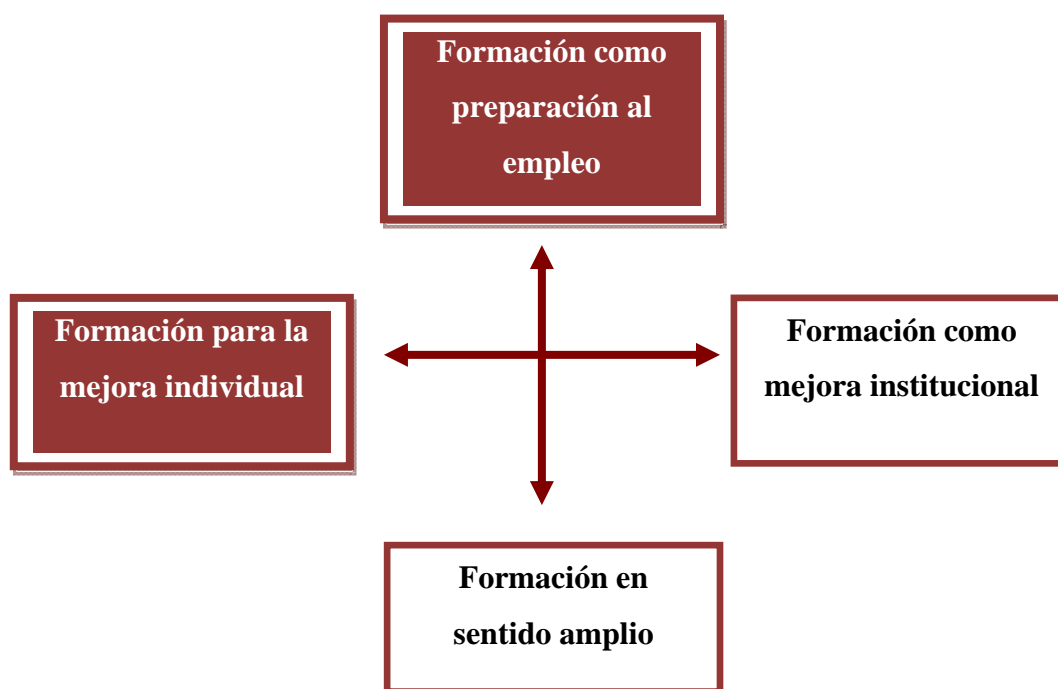 Formación como
preparación al
empleo
Formación para la
mejora individual
Formación como
mejora institucional
Formación en
sentido amplio